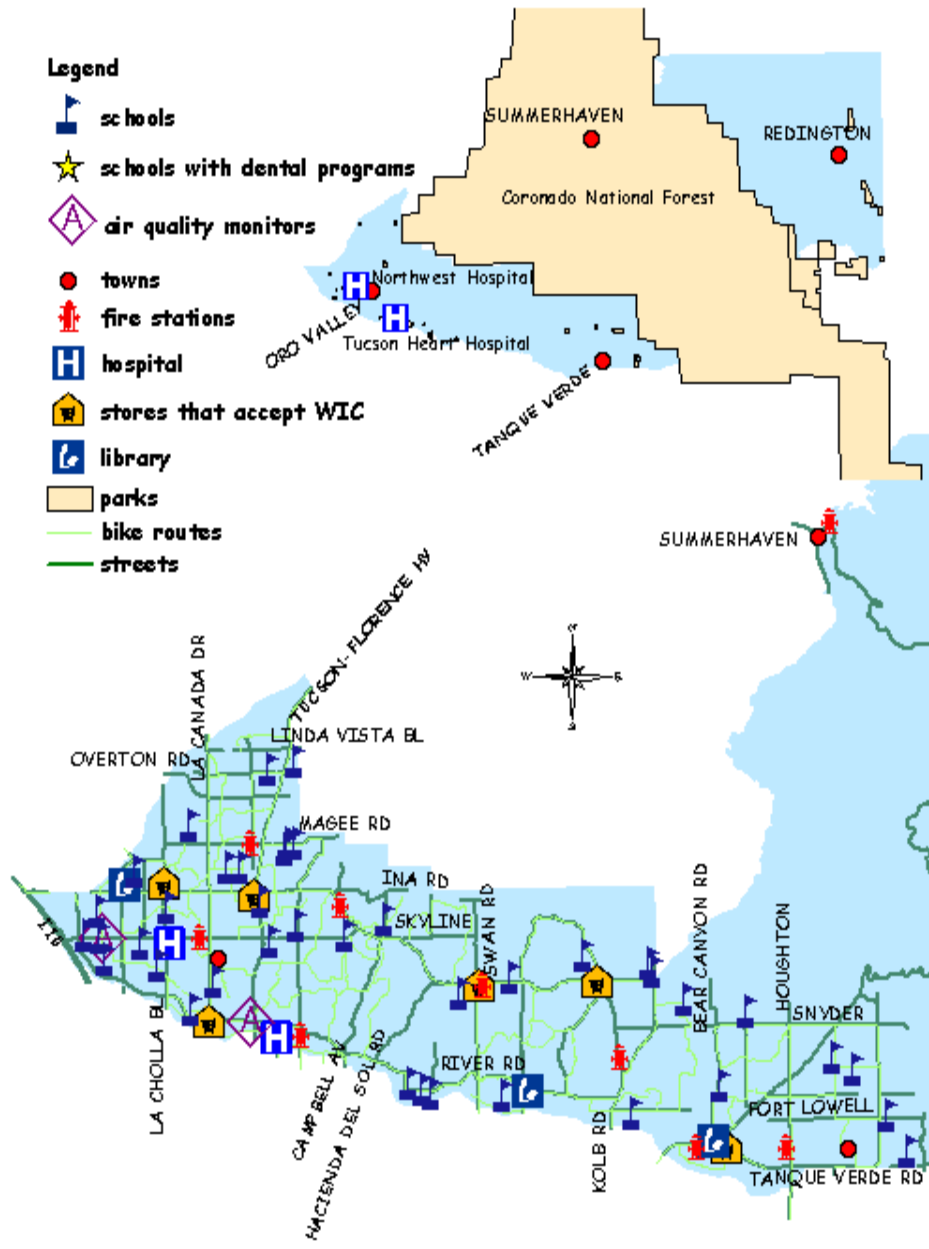 Legend
schools
schools with dental programs
A
air quality monitors
towns
fire stations
H
hospital
stores that accept WIC
library
parks
bike routes
streets
SUMMERHAVEN
REDINGTON
Coronado National Forest
H
Northwest Hospital
H
ORO VALLEY
Tucson Heart Hospital
TANQUE VERDE
SUMMERHAVEN
N
W
E
S
LA CANADA DR
TUCSON-FLORENCE HY
LINDA VISTA BL
OVERTON RD
MAGEE RD
INA RD
SKYLINE
SWAN RD
BEAR CANYON RD
HOUGHTON
I10
A
H
SNYDER
LA CHOLLA BL
A
H
RIVER RD
CAMPBELL AV
HACIENDA DEL SOL RD
KOLB RD
FORT LOWELL
TANQUE VERDE RD